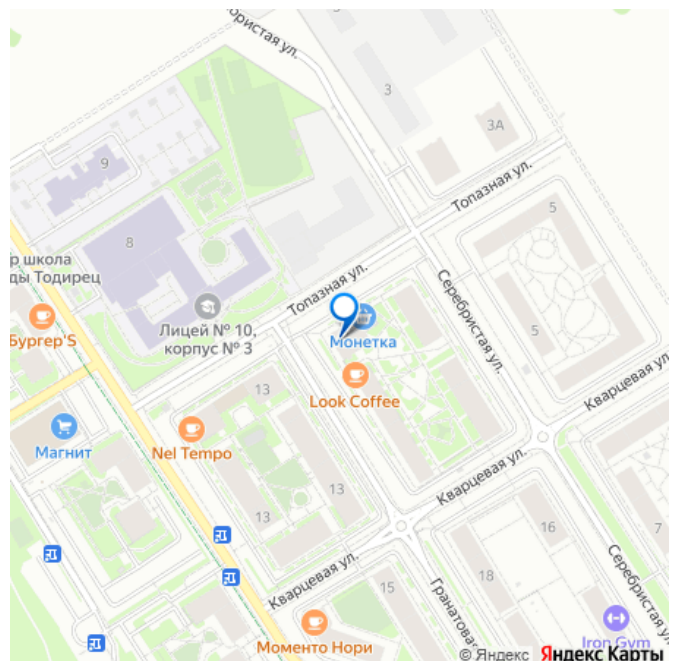 ристая ул.
3
3А
9
Топазная ул.
5
8
р школа
ды Тодирец
Топазная ул.
Серебристая ул.
Бургер'S
Лицей № 10,
корпус № 3
Монетка
5
13
Look Coffee
Кварцевая ул
Магнит
Nel Tempo
Кварцевая ул.
13
13
16
7
Кварцевая ул.
15
18
Гранатовая
Серебристая ул.
Моменто Нори
Iron Gym
© Яндекс Яндекс Карты